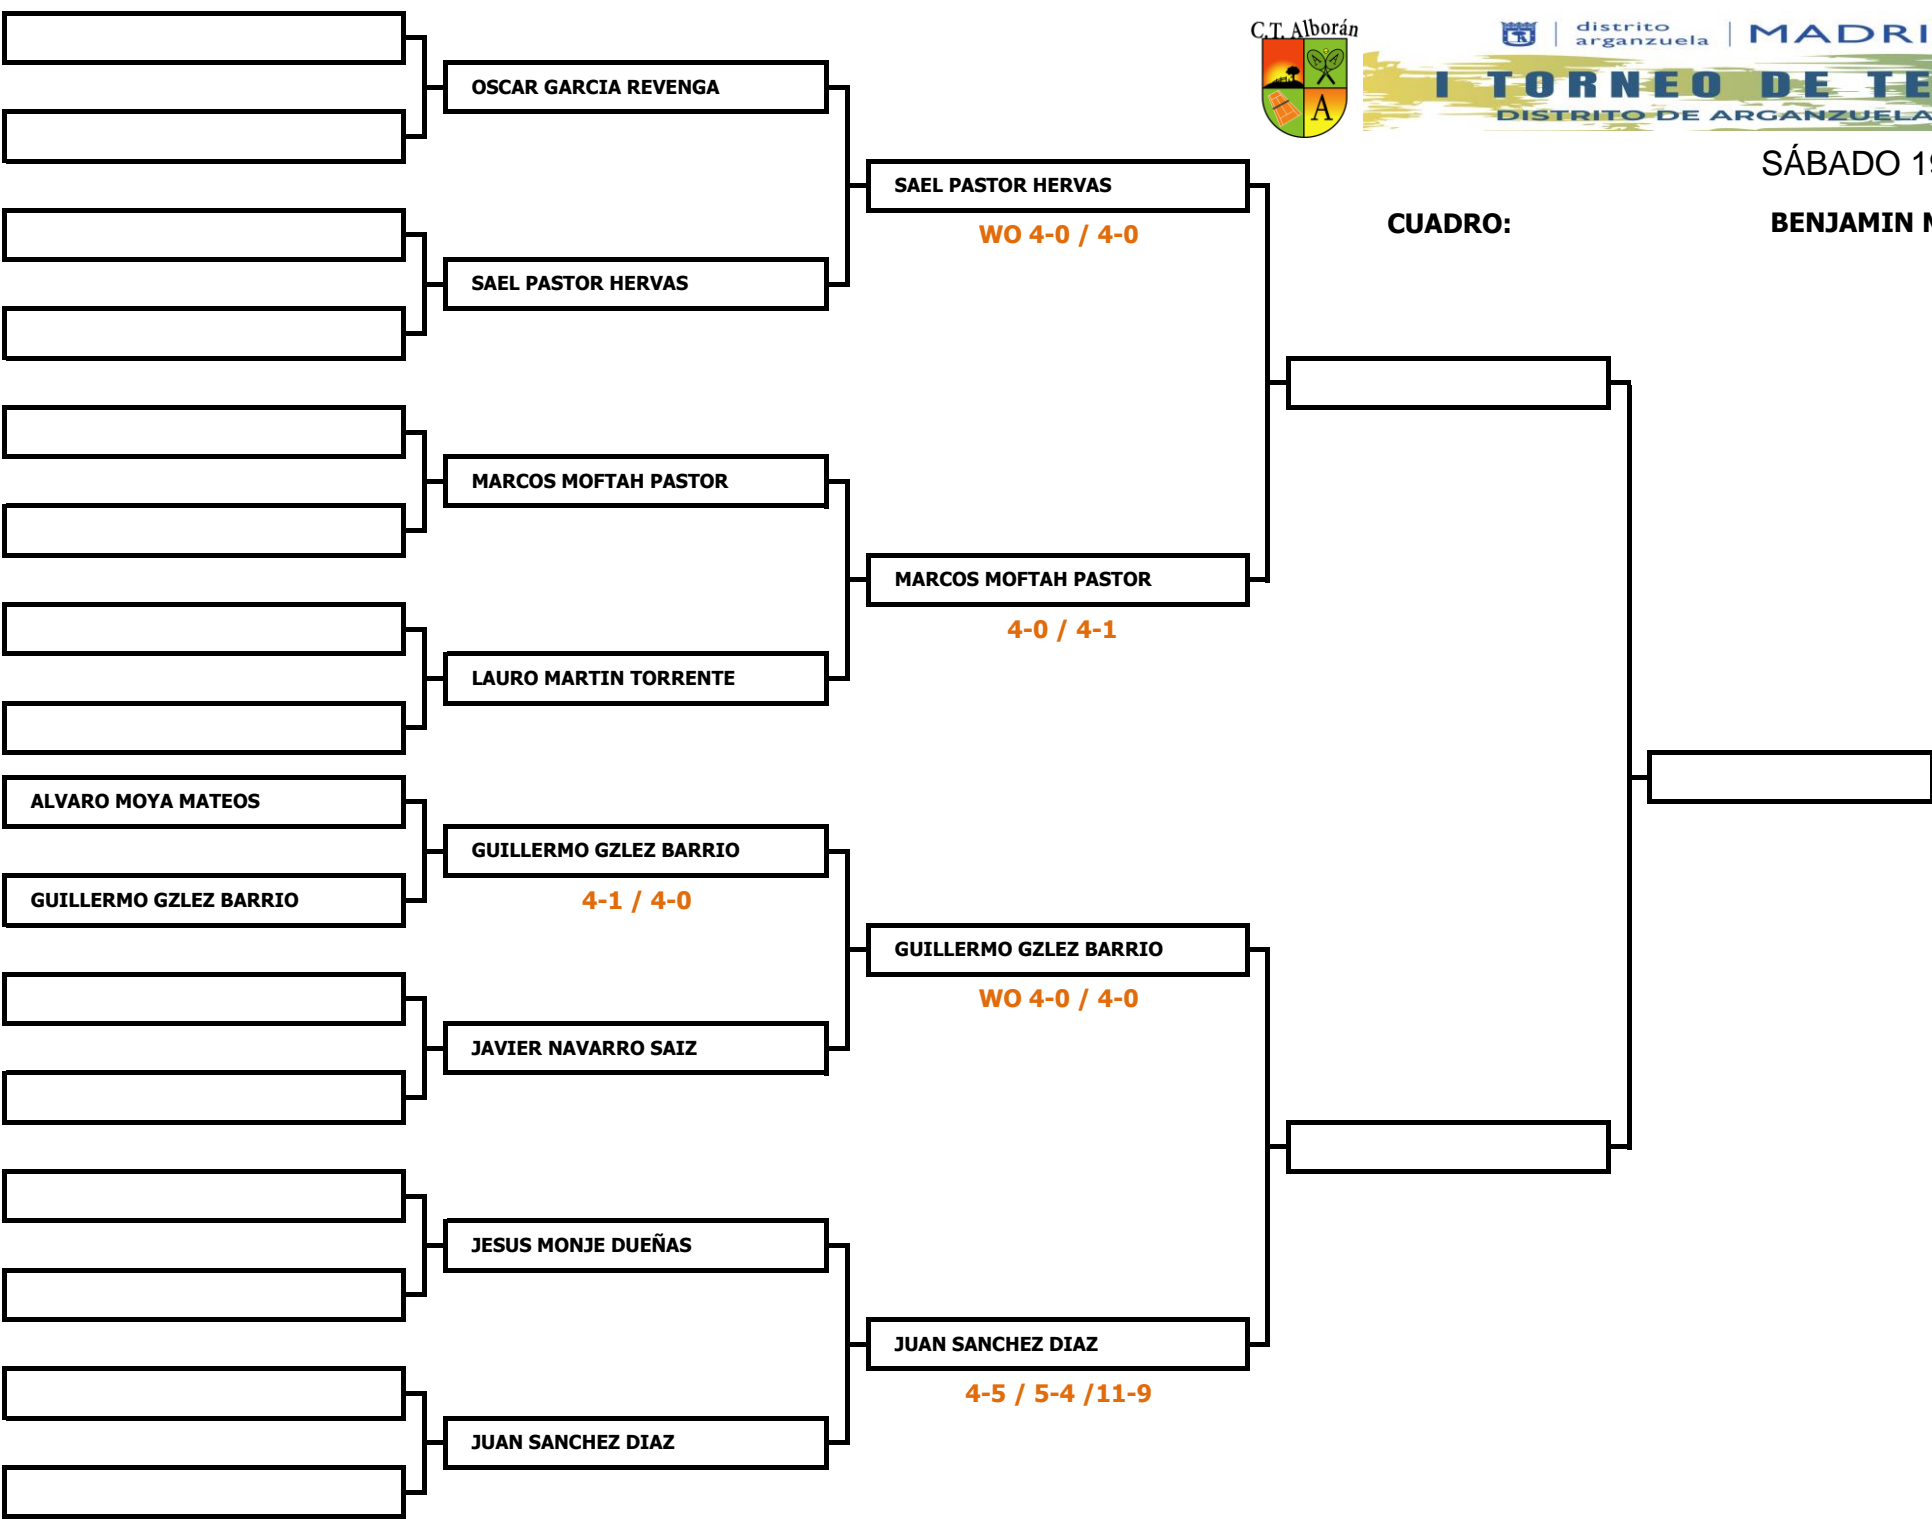 C.T. Alborán
A
distrito
arganzuela
MADRI
I TORNEO DE TE
DISTRITO DE ARGANZUELA
SÁBADO 19
CUADRO: BENJAMIN M
OSCAR GARCIA REVENGA
SAEL PASTOR HERVAS
WO 4-0 / 4-0
SAEL PASTOR HERVAS
MARCOS MOFTAH PASTOR
MARCOS MOFTAH PASTOR
4-0 / 4-1
LAURO MARTIN TORRENTE
ALVARO MOYA MATEOS
GUILLERMO GZLEZ BARRIO
4-1 / 4-0
GUILLERMO GZLEZ BARRIO
GUILLERMO GZLEZ BARRIO
WO 4-0 / 4-0
JAVIER NAVARRO SAIZ
JESUS MONJE DUEÑAS
JUAN SANCHEZ DIAZ
4-5 / 5-4 /11-9
JUAN SANCHEZ DIAZ